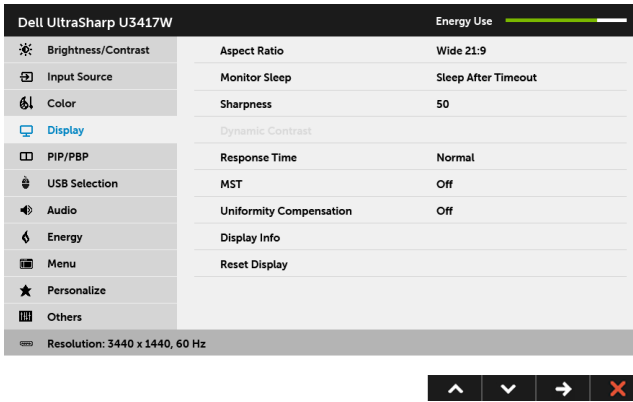 Dell UltraSharp U3417W Energy Use
Brightness/Contrast Aspect Ratio Wide 21:9
Input Source Monitor Sleep Sleep After Timeout
Color Sharpness 50
Display Dynamic Contrast
PIP/PBP Response Time Normal
USB Selection MST Off
Audio Uniformity Compensation Off
Energy Display Info
Menu Reset Display
Personalize
Others
Resolution: 3440 x 1440, 60 Hz